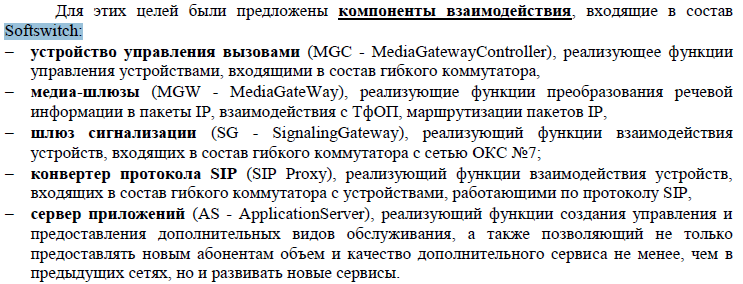 Для этих целей были предложены компоненты взаимодействия, входящие в состав
Softswitch:
– устройство управления вызовами (MGC - MediaGatewayController), реализующее функции
управления устройствами, входящими в состав гибкого коммутатора,
– медиа-шлюзы (MGW - MediaGateWay), реализующие функции преобразования речевой
информации в пакеты IP, взаимодействия с ТфОП, маршрутизации пакетов IP,
– шлюз сигнализации (SG - SignalingGateway), реализующий функции взаимодействия
устройств, входящих в состав гибкого коммутатора с сетью ОКС №7;
– конвертер протокола SIP (SIP Proxy), реализующий функции взаимодействия устройств,
входящих в состав гибкого коммутатора с устройствами, работающими по протоколу SIP,
– сервер приложений (AS - ApplicationServer), реализующий функции создания управления и
предоставления дополнительных видов обслуживания, а также позволяющий не только
предоставлять новым абонентам объем и качество дополнительного сервиса не менее, чем в
предыдущих сетях, но и развивать новые сервисы.